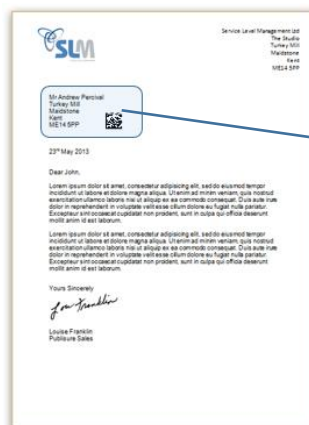 SLM
Service Level Management Ltd
The Studio
Turkey Mill
Maidstone
Kent
ME14 5PP
Mr Andrew Percival
Turkey Mill
Maidstone
Kent
ME14 5PP
23rd May 2013
Dear John,
Lorem ipsum dolor sit amet, consectetur adipisicing elit, sed do eiusmod tempor
incididunt ut labore et dolore magna aliqua. Ut enim ad minim veniam, quis nostrud
exercitation ullamco laboris nisi ut aliquip ex ea commodo consequat. Duis aute irure
dolor in reprehenderit in voluptate velit esse cillum dolore eu fugiat nulla pariatur.
Excepteur sint occaecat cupidatat non proident, sunt in culpa qui officia deserunt
mollit anim id est laborum.
Lorem ipsum dolor sit amet, consectetur adipisicing elit, sed do eiusmod tempor
incididunt ut labore et dolore magna aliqua. Ut enim ad minim veniam, quis nostrud
exercitation ullamco laboris nisi ut aliquip ex ea commodo consequat. Duis aute irure
dolor in reprehenderit in voluptate velit esse cillum dolore eu fugiat nulla pariatur.
Excepteur sint occaecat cupidatat non proident, sunt in culpa qui officia deserunt
mollit anim id est laborum.
Yours Sincerely
Lou Franklin
Louise Franklin
Publisure Sales